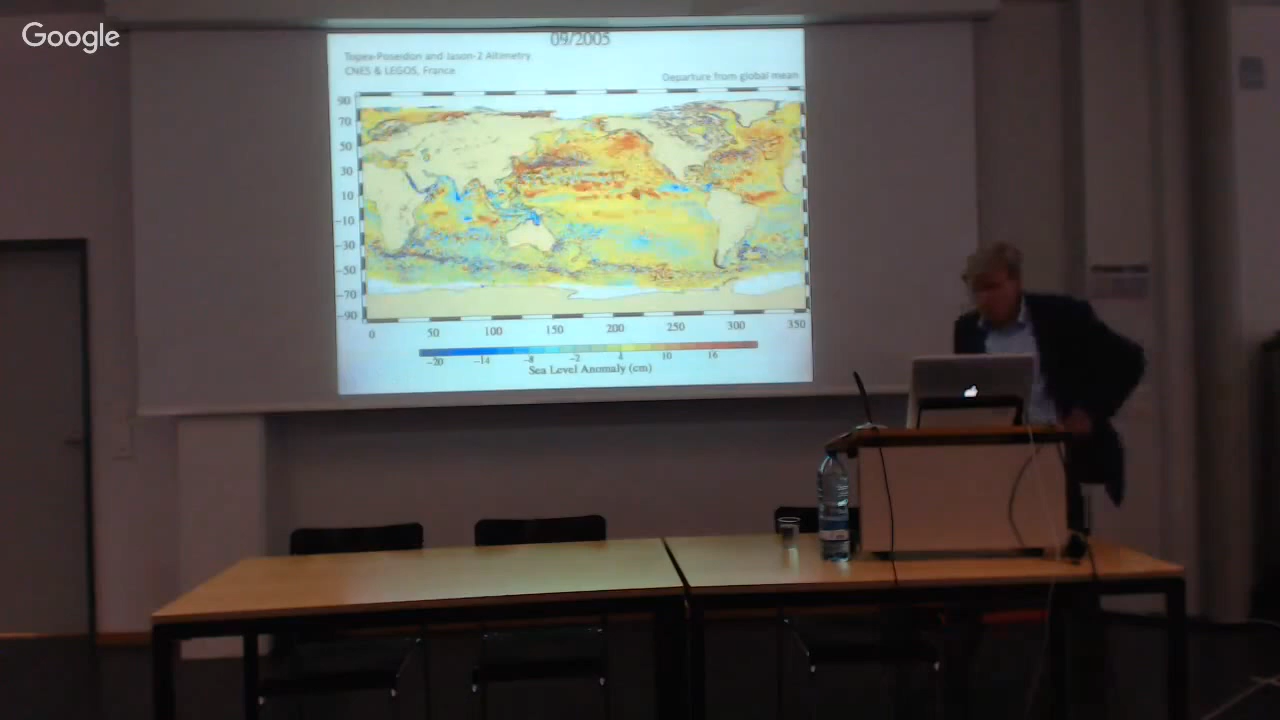 Google
09/2005
Topex-Poseidon and Jason-2 Altimetry
CNES & LEGOS, France
Departure from global mean
90
70
50
30
10
-10
-30
-50
-70
-90
0 50 100 150 200 250 300 350
-20 -14 -8 -2 4 10 16
Sea Level Anomaly (cm)